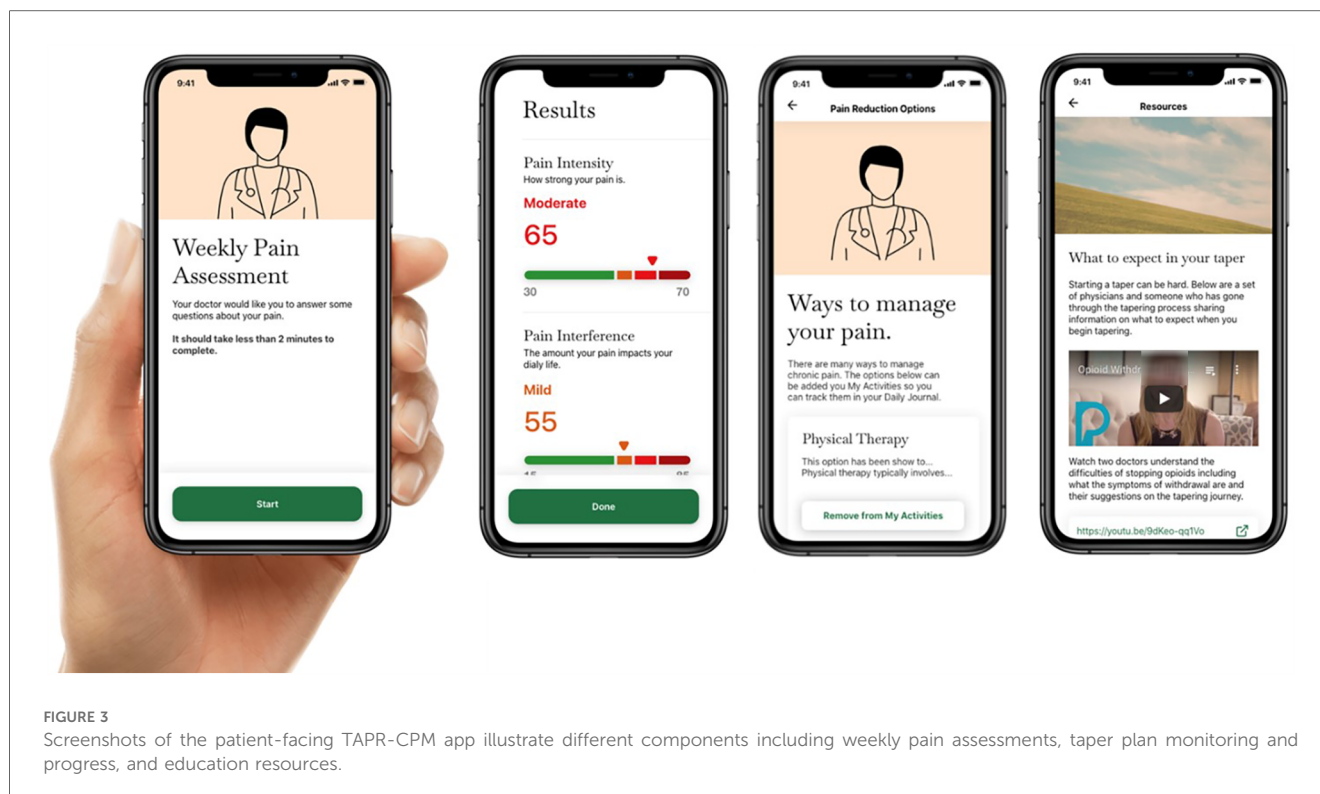 9:41
Weekly Pain
Assessment
Your doctor would like you to answer some
questions about your pain.
It should take less than 2 minutes to
complete.
Start
Results
Pain Intensity
How strong your pain is.
Moderate
65
30 70
Pain Interference
The amount your pain impacts your
dialy life.
Mild
55
Done
9:41
Pain Reduction Options
Ways to manage
your pain.
There are many ways to manage
chronic pain. The options below can
be added you My Activities so you
can track them in your Daily Journal.
Physical Therapy
This option has been show to...
Physical therapy typically involves...
Remove from My Activities
9:41
Resources
What to expect in your taper
Starting a taper can be hard. Below are a set
of physicians and someone who has gone
through the tapering process sharing
information on what to expect when you
begin tapering.
Opioid Withdr
Watch two doctors understand the
difficulties of stopping opioids including
what the symptoms of withdrawal are and
their suggestions on the tapering journey.
https://youtu.be/9dKeo-qq1Vo
FIGURE 3
Screenshots of the patient-facing TAPR-CPM app illustrate different components including weekly pain assessments, taper plan monitoring and
progress, and education resources.